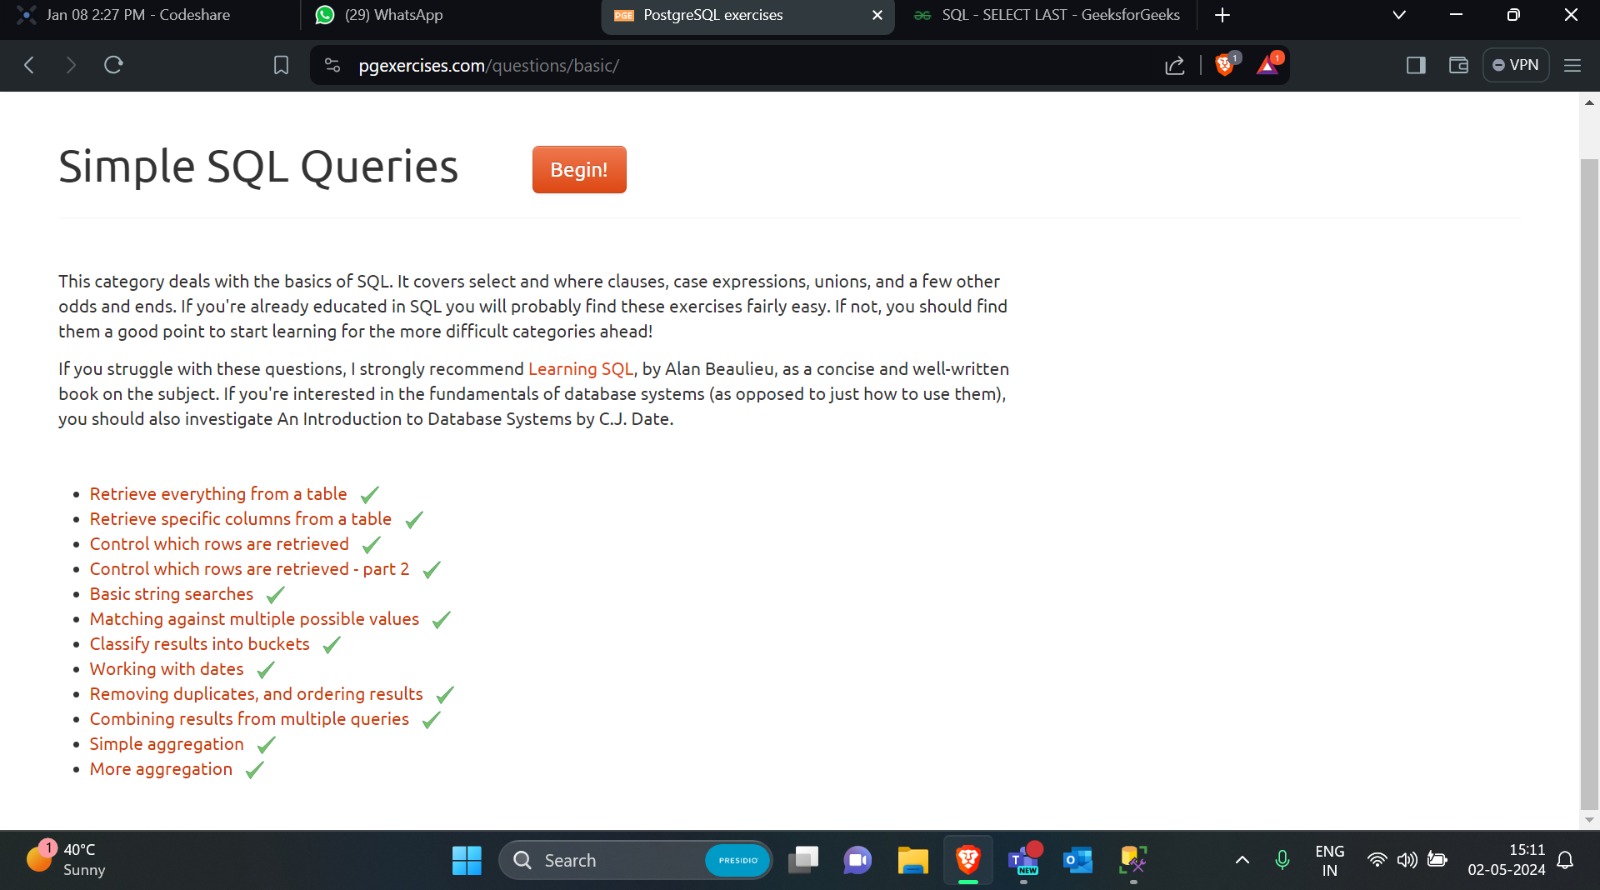 Jan 08 2:27 PM - Codeshare
(29) WhatsApp
PGE PostgreSQL exercises
SQL - SELECT LAST - GeeksforGeeks
pgexercises.com/questions/basic/
1
1
VPN
Simple SQL Queries
Begin!
This category deals with the basics of SQL. It covers select and where clauses, case expressions, unions, and a few other
odds and ends. If you're already educated in SQL you will probably find these exercises fairly easy. If not, you should find
them a good point to start learning for the more difficult categories ahead!
If you struggle with these questions, I strongly recommend Learning SQL, by Alan Beaulieu, as a concise and well-written
book on the subject. If you're interested in the fundamentals of database systems (as opposed to just how to use them),
you should also investigate An Introduction to Database Systems by C.J. Date.
Retrieve everything from a table
Retrieve specific columns from a table
Control which rows are retrieved
Control which rows are retrieved - part 2
Basic string searches
Matching against multiple possible values
Classify results into buckets
Working with dates
Removing duplicates, and ordering results
Combining results from multiple queries
Simple aggregation
More aggregation
1
40°C
Sunny
Search
PRESIDIO
T
NEW
O
ENG
IN
15:11
02-05-2024